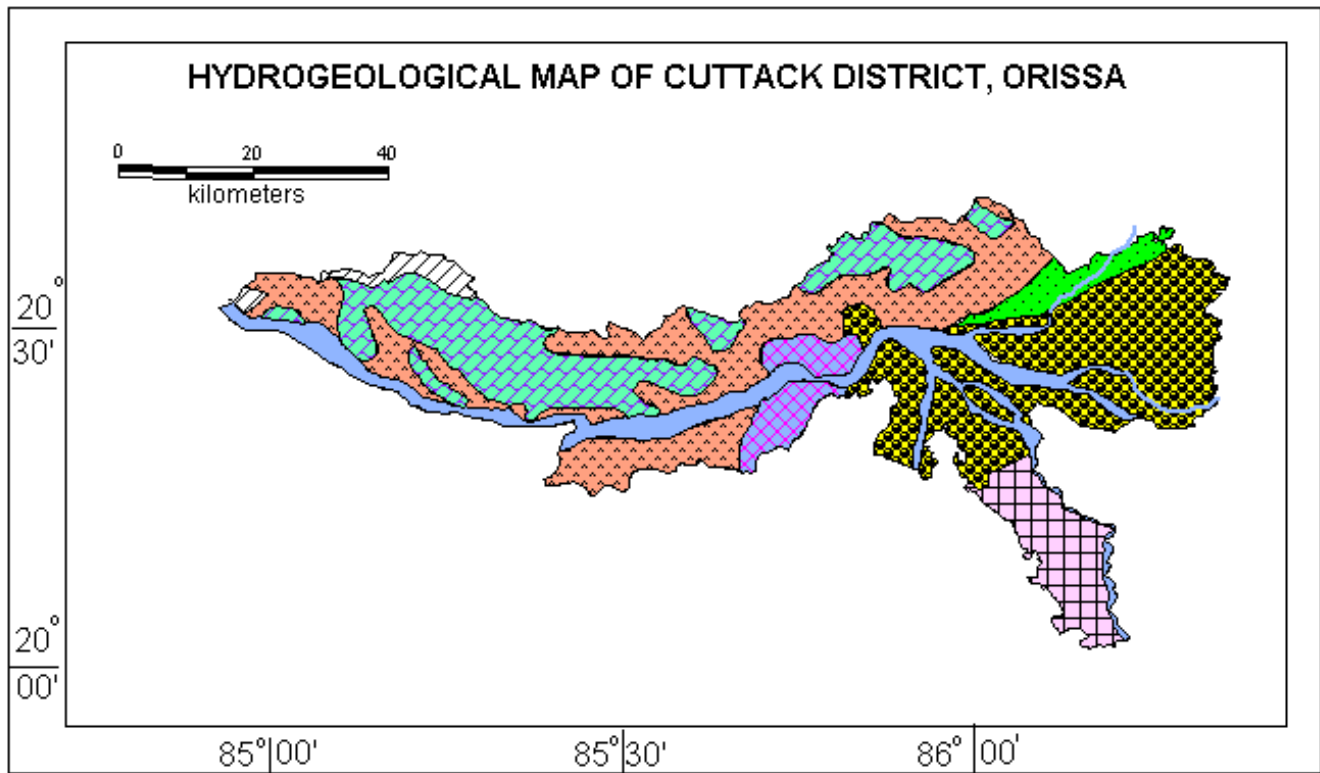 HYDROGEOLOGICAL MAP OF CUTTACK DISTRICT, ORISSA
0 20 40
kilometers
20°
30'
20°
00'
85°00' 85°30' 86°00'